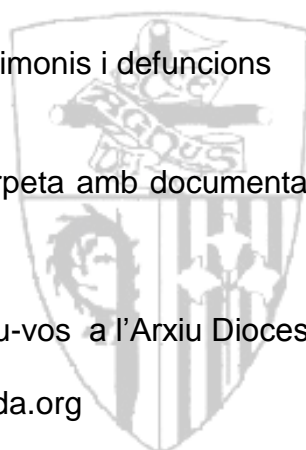 imonis i defuncions
rpeta amb documenta
u-vos a l’Arxiu Dioces
da.org